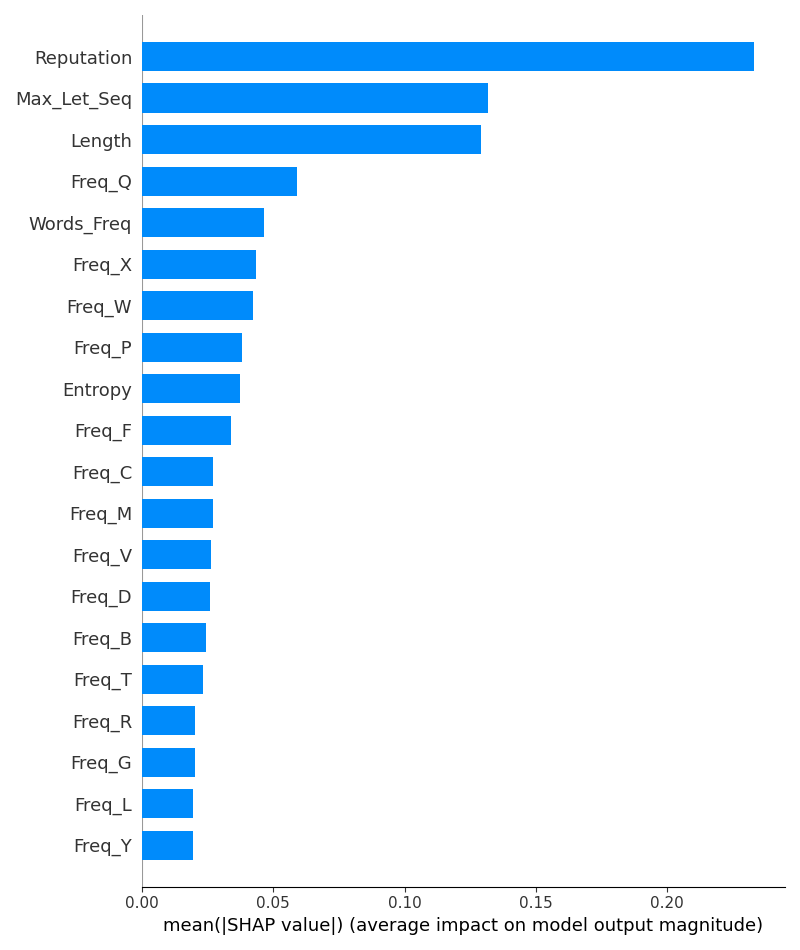 Reputation
Max_Let_Seq
Length
Freq_Q
Words_Freq
Freq_X
Freq_W
Freq_P
Entropy
Freq_F
Freq_C
Freq_M
Freq_V
Freq_D
Freq_B
Freq_T
Freq_R
Freq_G
Freq_L
Freq_Y
0.00 0.05 0.10 0.15 0.20
mean(|SHAP value|) (average impact on model output magnitude)